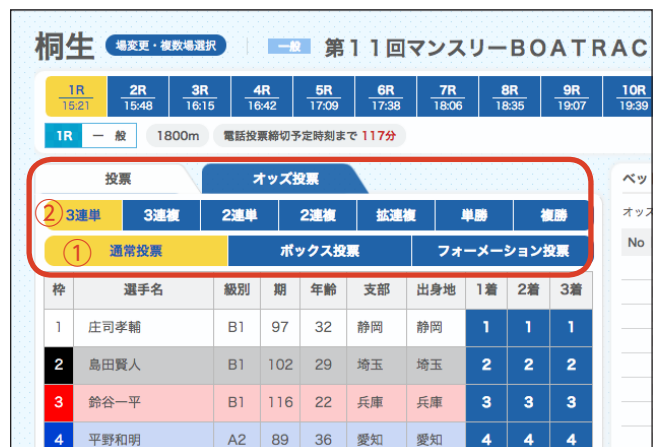 桐生 場変更・複数場選択 一般 第11回マンスリーBOATRAC
1R 2R 3R 4R 5R 6R 7R 8R 9R 10R
15:21 15:48 16:15 16:42 17:09 17:38 18:06 18:35 19:07 19:39
1R 一 般 1800m 電話投票締切予定時刻まで 117分
投票 オッズ投票 ベッ
② 3連単 3連複 2連単 2連複 拡連複 単勝 複勝 オッズ
① 通常投票 ボックス投票 フォーメーション投票 No
枠 選手名 級別 期 年齢 支部 出身地 1着 2着 3着
1 庄司孝輔 B1 97 32 静岡 静岡 1 1 1
2 島田賢人 B1 102 29 埼玉 埼玉 2 2 2
3 鈴谷一平 B1 116 22 兵庫 兵庫 3 3 3
4 平野和明 A2 89 36 愛知 愛知 4 4 4